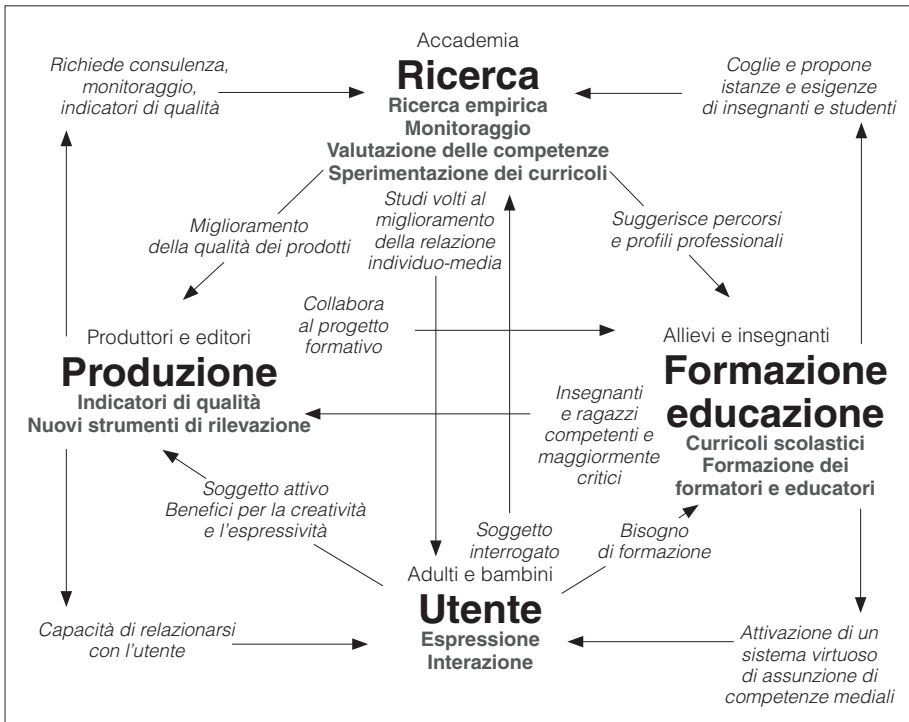 Accademia
Ricerca
Ricerca empirica
Monitoraggio
Valutazione delle competenze
Sperimentazione dei curricoli
Richiede consulenza,
monitoraggio,
indicatori di qualità
Coglie e propone
istanze e esigenze
di insegnanti e studenti
Miglioramento
della qualità dei prodotti
Studi volti al
miglioramento
della relazione
individuo-media
Suggerisce percorsi
e profili professionali
Collabora
al progetto
formativo
Produttori e editori
Produzione
Indicatori di qualità
Nuovi strumenti di rilevazione
Allievi e insegnanti
Formazione
educazione
Curricoli scolastici
Formazione dei
formatori e educatori
Insegnanti
e ragazzi
competenti e
maggiormente
critici
Soggetto attivo
Benefici per la creatività
e l'espressività
Soggetto
interrogato
Bisogno
di formazione
Adulti e bambini
Utente
Espressione
Interazione
Capacità di relazionarsi
con l'utente
Attivazione di un
sistema virtuoso
di assunzione di
competenze mediali